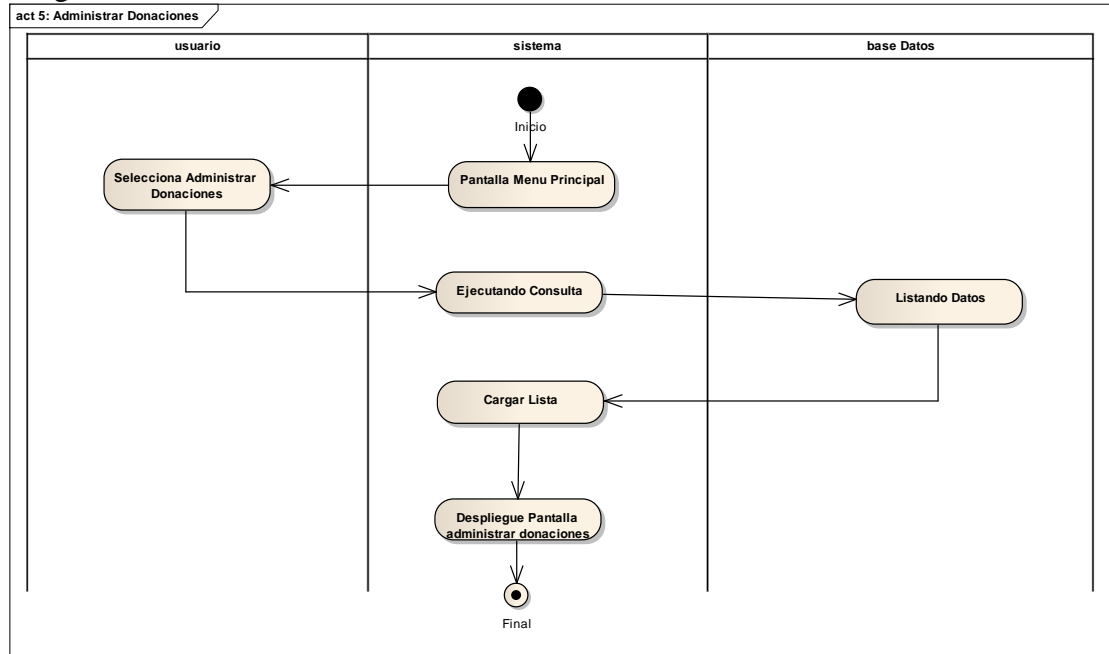 act 5: Administrar Donaciones
usuario
sistema
base Datos
Inicio
Selecciona Administrar
Donaciones
Pantalla Menu Principal
Ejecutando Consulta
Listando Datos
Cargar Lista
Despliegue Pantalla
administrar donaciones
Final